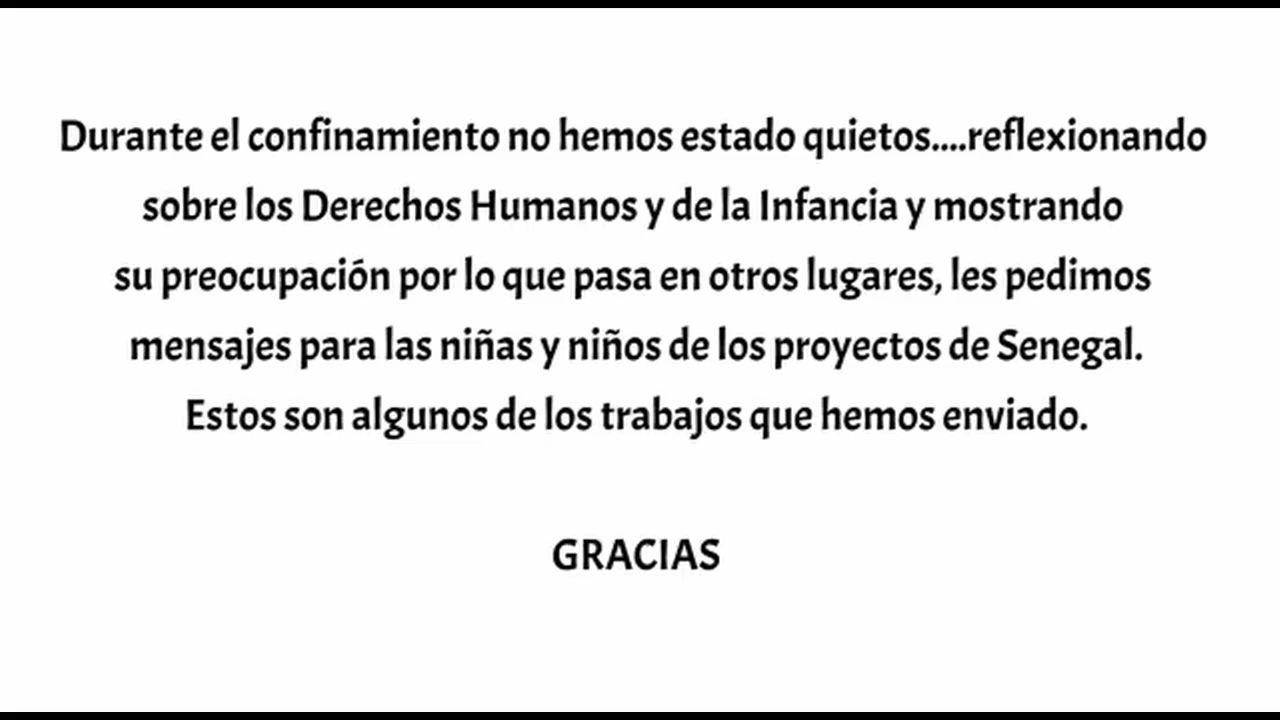 Durante el confinamiento no hemos estado quietos....reflexionando
sobre los Derechos Humanos y de la Infancia y mostrando
su preocupación por lo que pasa en otros lugares, les pedimos
mensajes para las niñas y niños de los proyectos de Senegal.
Estos son algunos de los trabajos que hemos enviado.
GRACIAS